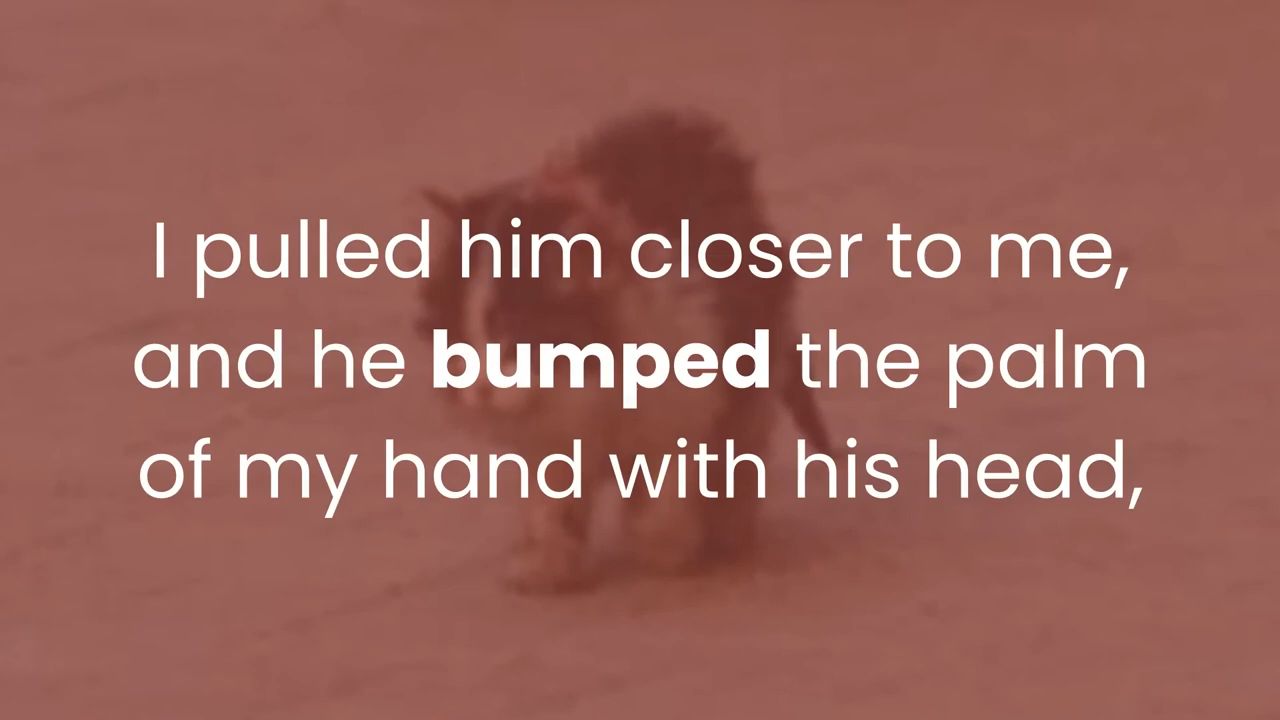 I pulled him closer to me,
and he bumped the palm
of my hand with his head,